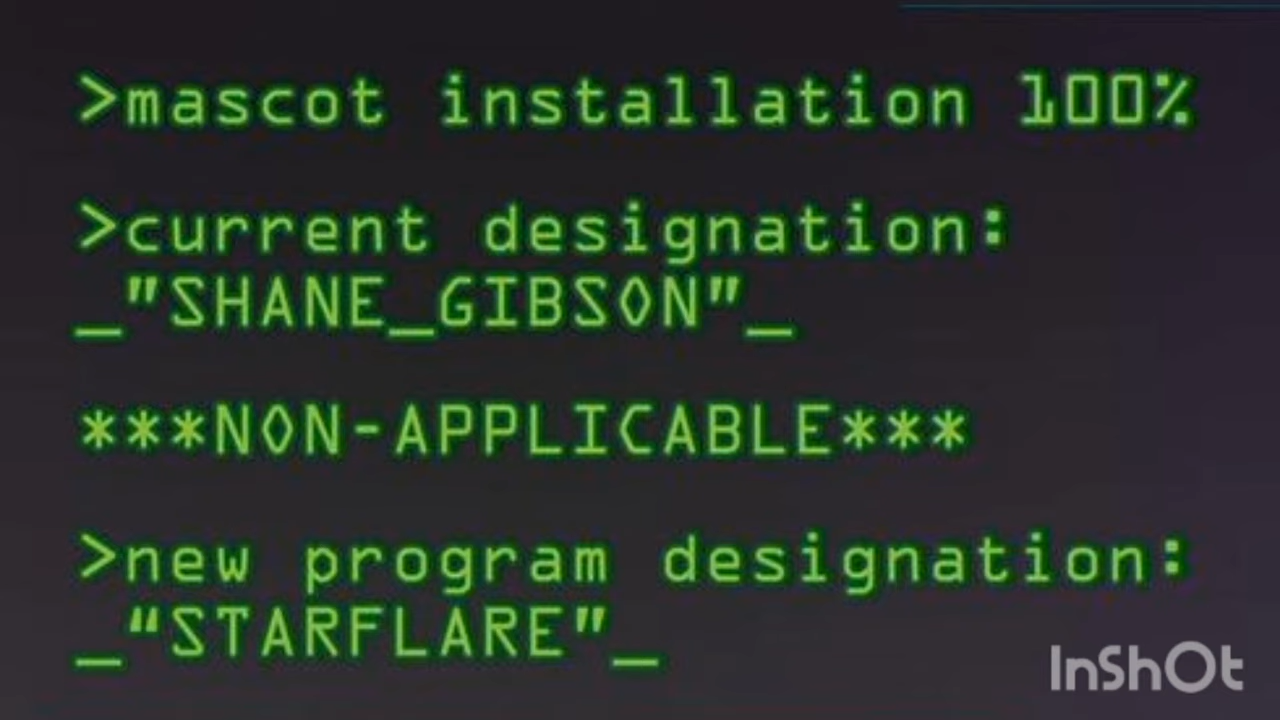 >mascot installation 100%
>current designation:
_"SHANE_GIBSON"_
***NON-APPLICABLE***
>new program designation:
_“STARFLARE”_
InShOt